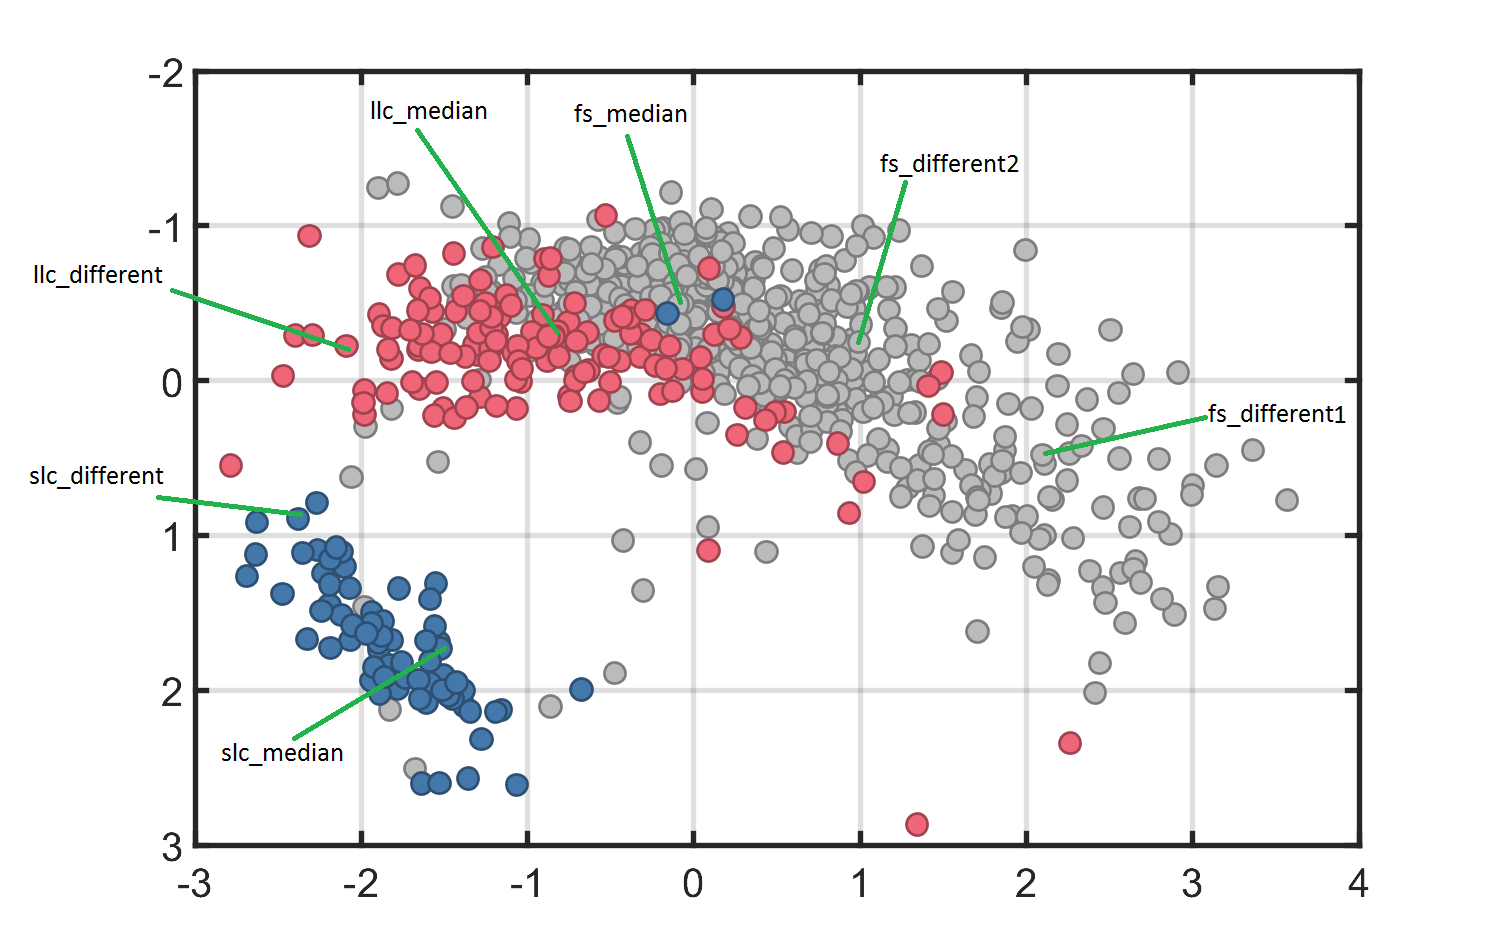 -2
llc_median
fs_median
fs_different2
-1
llc_different
0
fs_different1
slc_different
1
2
slc_median
3
-3
-2
-1
0
1
2
3
4